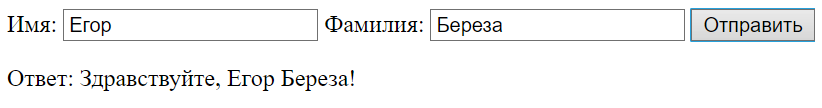 Имя: Егор Фамилия: Береза Отправить
Ответ: Здравствуйте, Егор Береза!